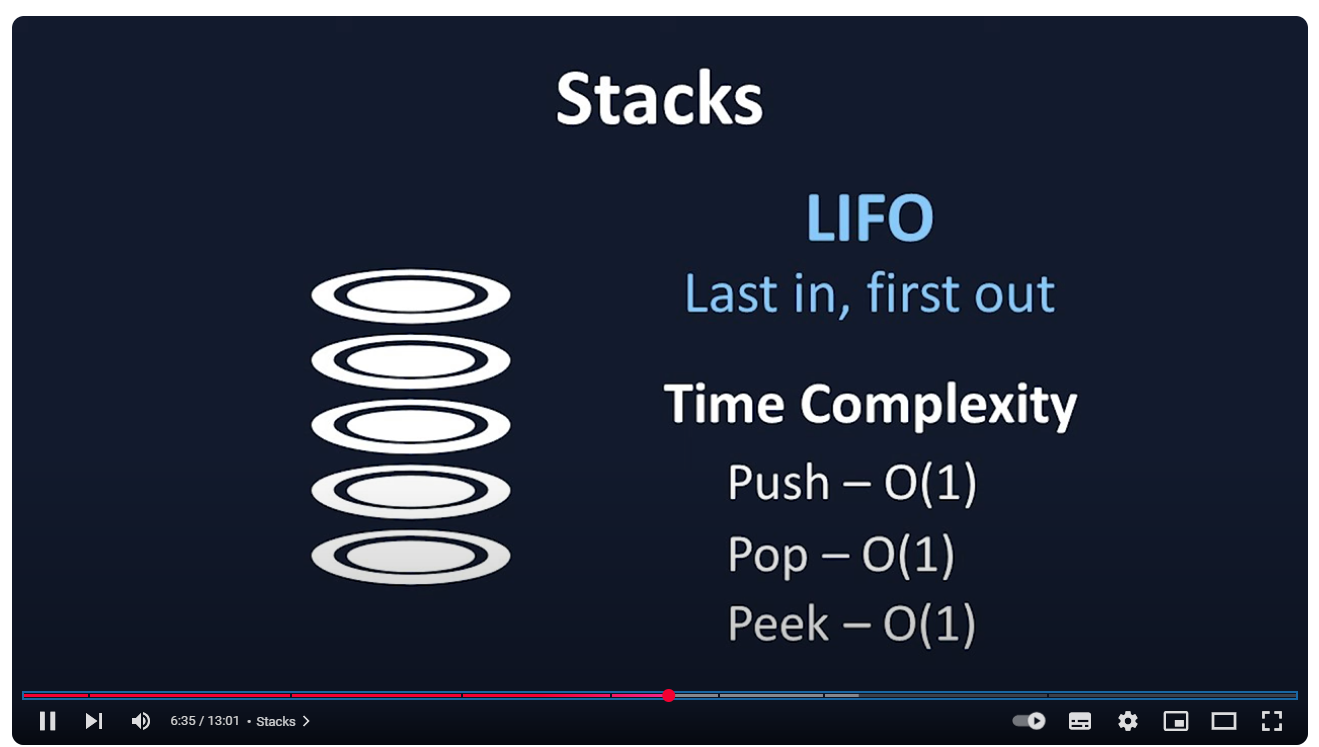 Stacks
LIFO
Last in, first out
Time Complexity
Push – O(1)
Pop – O(1)
Peek – O(1)
6:35 / 13:01 • Stacks